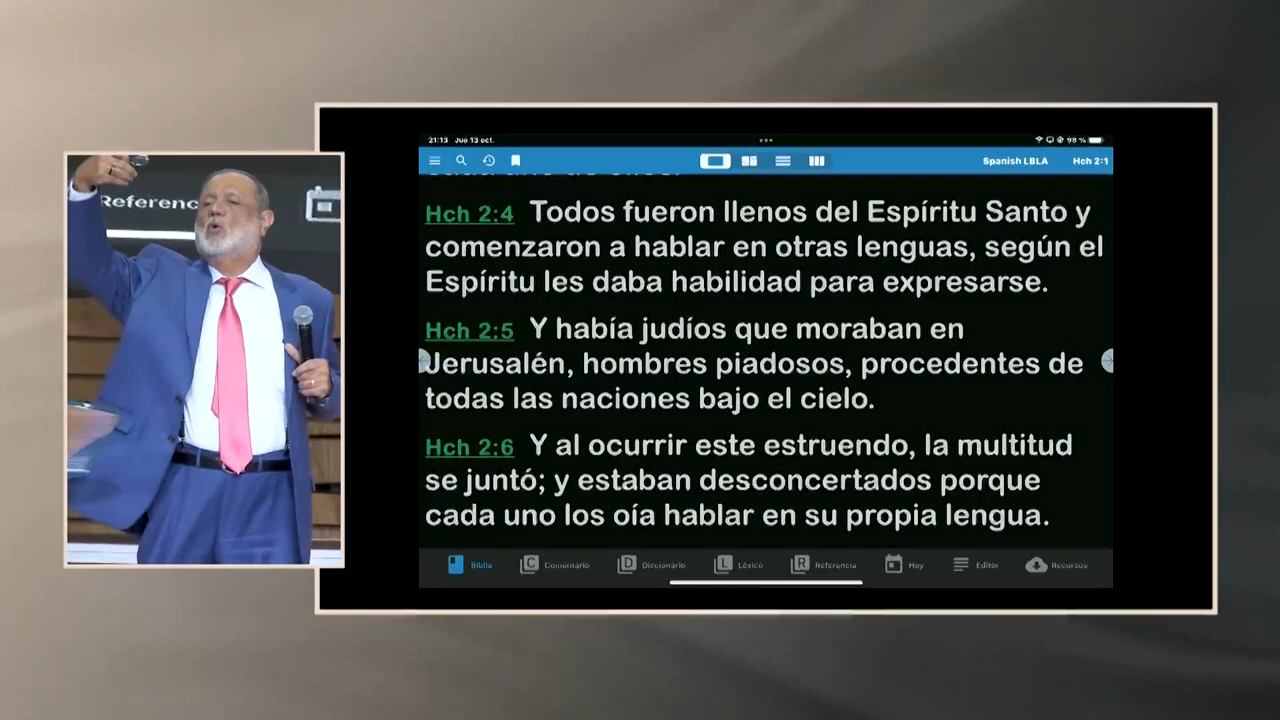 Referenc
21:13 Jue 13 oct.
98 %
Spanish LBLA Hch 2:1
Hch 2:4 Todos fueron llenos del Espíritu Santo y
comenzaron a hablar en otras lenguas, según el
Espíritu les daba habilidad para expresarse.
Hch 2:5 Y había judíos que moraban en
Jerusalén, hombres piadosos, procedentes de
todas las naciones bajo el cielo.
Hch 2:6 Y al ocurrir este estruendo, la multitud
se juntó; y estaban desconcertados porque
cada uno los oía hablar en su propia lengua.
Biblia C Comentario D Diccionario L Léxico R Referencia Hoy Editor Recursos